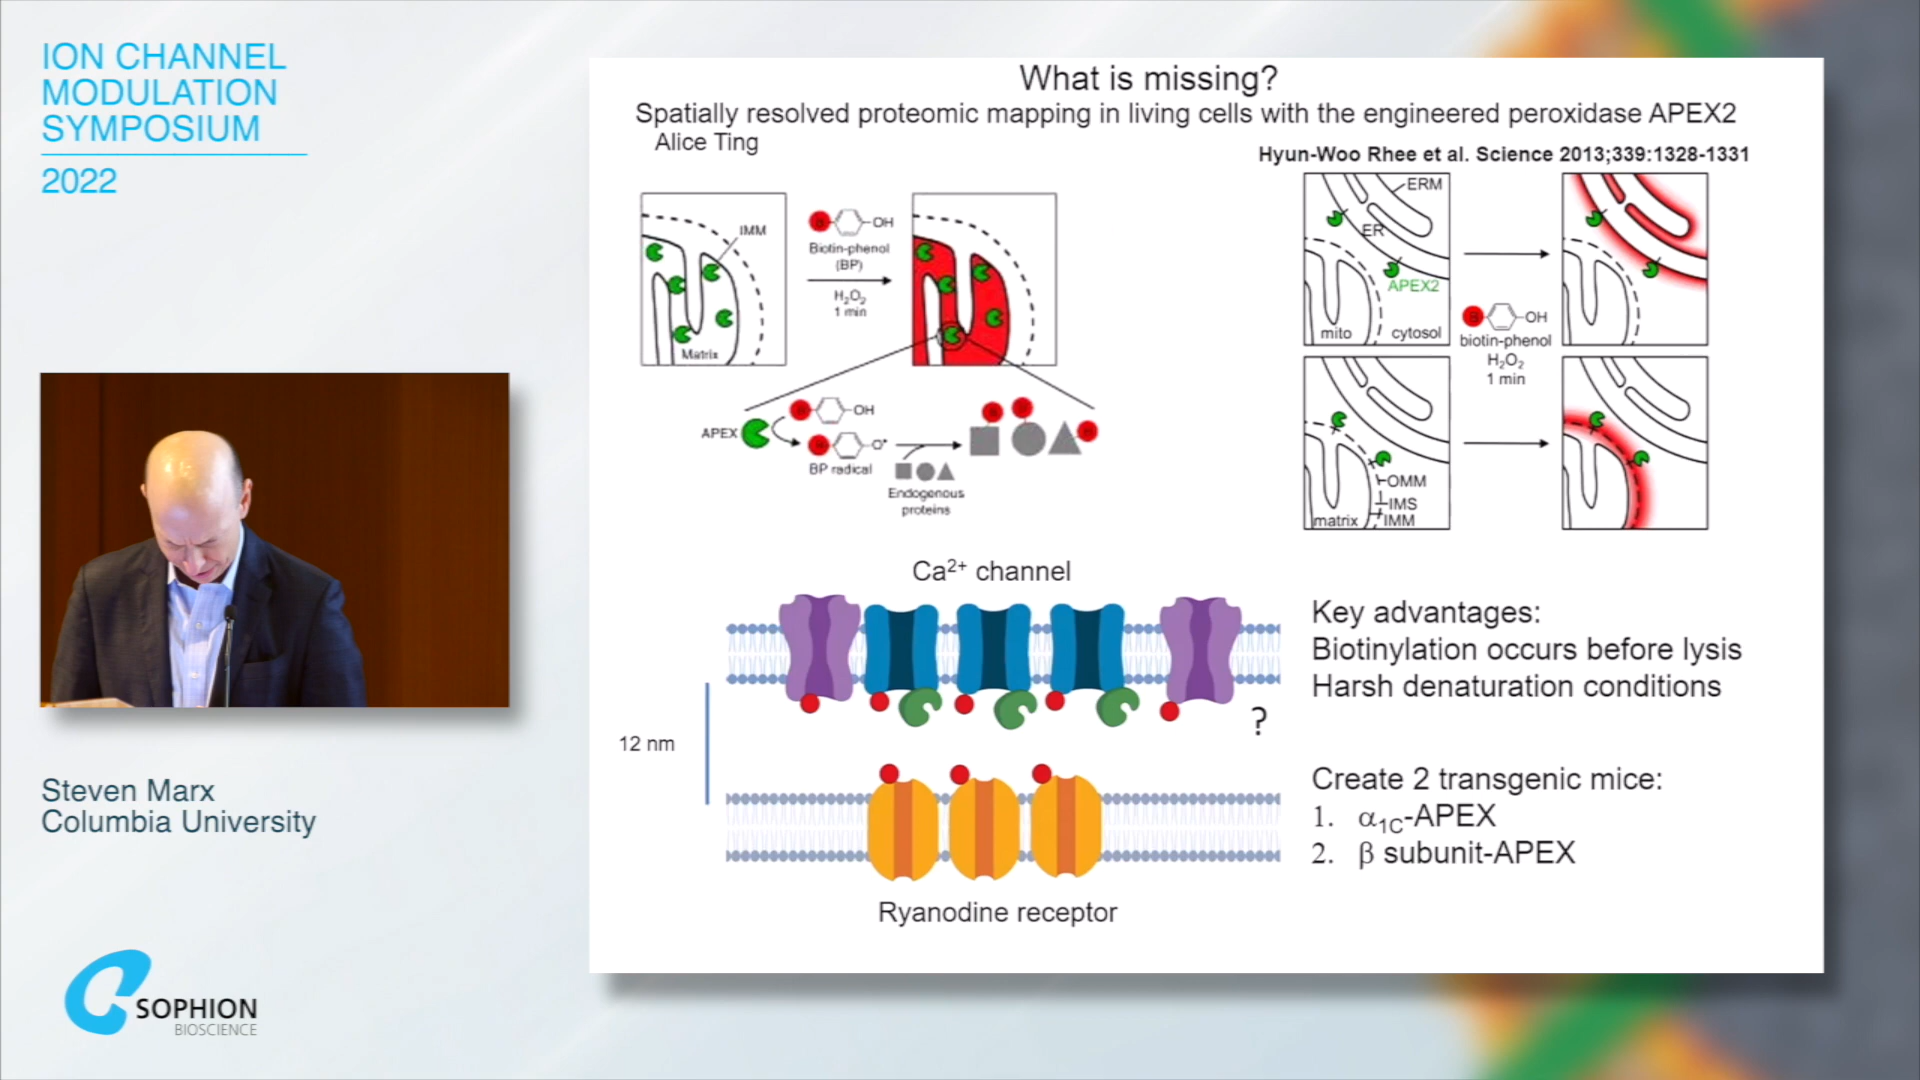 ION CHANNEL
MODULATION
SYMPOSIUM
2022
Steven Marx
Columbia University
SOPHION
BIOSCIENCE
What is missing?
Spatially resolved proteomic mapping in living cells with the engineered peroxidase APEX2
Alice Ting
Hyun-Woo Rhee et al. Science 2013;339:1328-1331
IMM
Matrix
B
OH
Biotin-phenol
(BP)
H₂O₂
1 min
APEX
B
OH
B
O•
BP radical
Endogenous
proteins
B
B
B
ERM
ER
APEX2
mito
cytosol
B
OH
biotin-phenol
H₂O₂
1 min
OMM
IMS
matrix
IMM
Ca²⁺ channel
12 nm
?
Ryanodine receptor
Key advantages:
Biotinylation occurs before lysis
Harsh denaturation conditions
Create 2 transgenic mice:
1. α₁C-APEX
2. β subunit-APEX